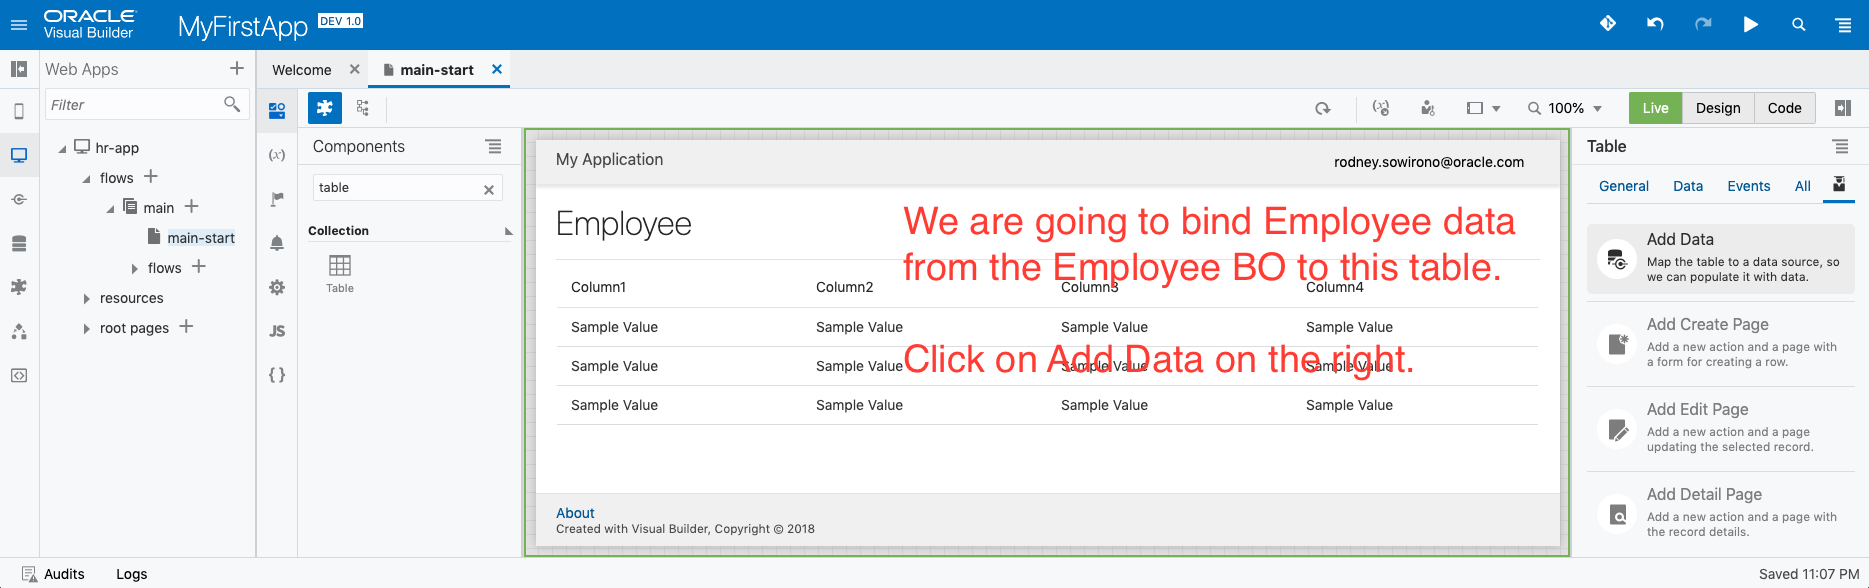 ORACLE
Visual Builder
MyFirstApp DEV 1.0
Web Apps
Filter
hr-app
flows
main
main-start
flows
resources
root pages
Welcome
main-start
100%
Live Design Code
(x)
JS
{ }
Components
table
Collection
Table
My Application
rodney.sowirono@oracle.com
Employee
We are going to bind Employee data
from the Employee BO to this table.
Column1 Column2 Column3 Column4
Sample Value Sample Value Sample Value Sample Value
Click on Add Data on the right.
Sample Value Sample Value Sample Value Sample Value
Sample Value Sample Value Sample Value Sample Value
About
Created with Visual Builder, Copyright © 2018
Table
General Data Events All
Add Data
Map the table to a data source, so
we can populate it with data.
Add Create Page
Add a new action and a page with
a form for creating a row.
Add Edit Page
Add a new action and a page
updating the selected record.
Add Detail Page
Add a new action and a page with
the record details.
Audits Logs
Saved 11:07 PM